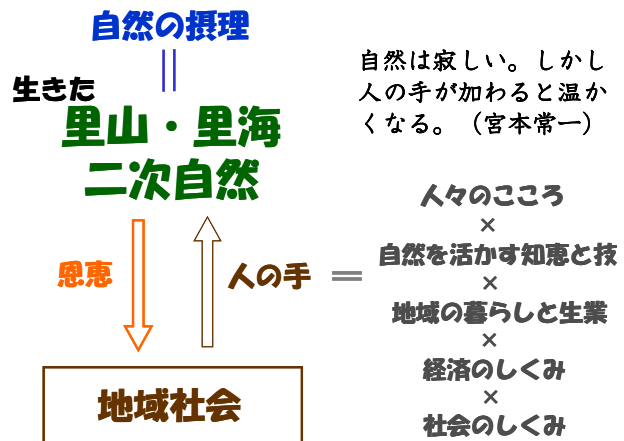 自然の摂理
||
生きた
里山・里海
二次自然
自然は寂しい。しかし
人の手が加わると温か
くなる。（宮本常一）
恩恵
人の手
＝
人々のこころ
×
自然を活かす知恵と技
×
地域の暮らしと生業
×
経済のしくみ
×
社会のしくみ
地域社会